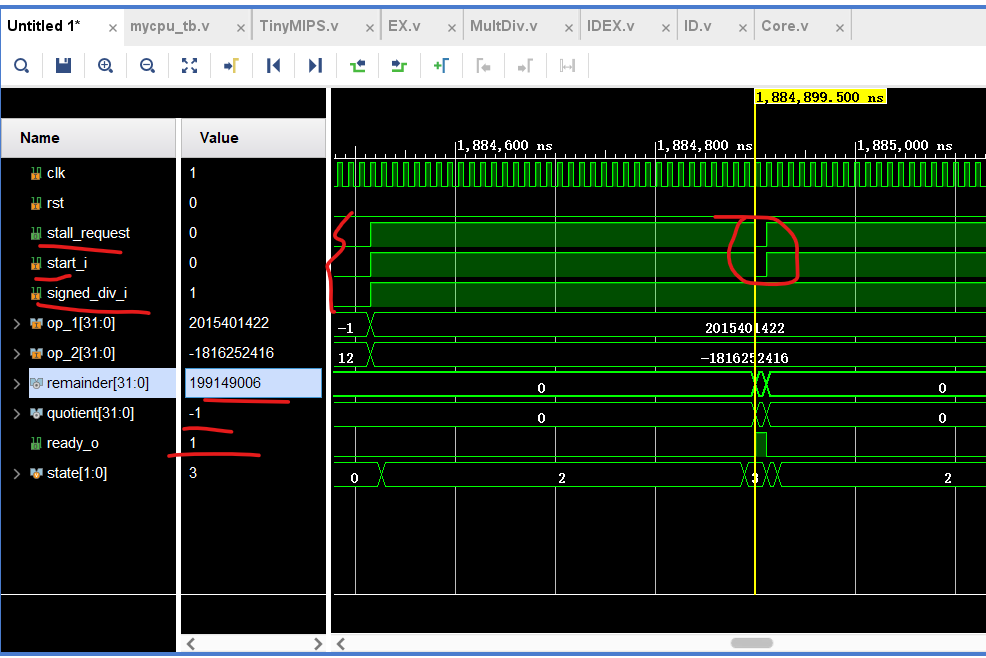 Untitled 1* × mycpu_tb.v × TinyMIPS.v × EX.v × MultDiv.v × IDEX.v × ID.v × Core.v ×
1,884,899.500 ns
Name Value
1,884,600 ns 1,884,800 ns 1,885,000 ns
clk 1
rst 0
stall_request 0
start_i 0
signed_div_i 1
op_1[31:0] 2015401422 -1 2015401422
op_2[31:0] -1816252416 12 -1816252416
remainder[31:0] 199149006 0 0
quotient[31:0] -1 0 0
ready_o 1
state[1:0] 3 0 2 3 2